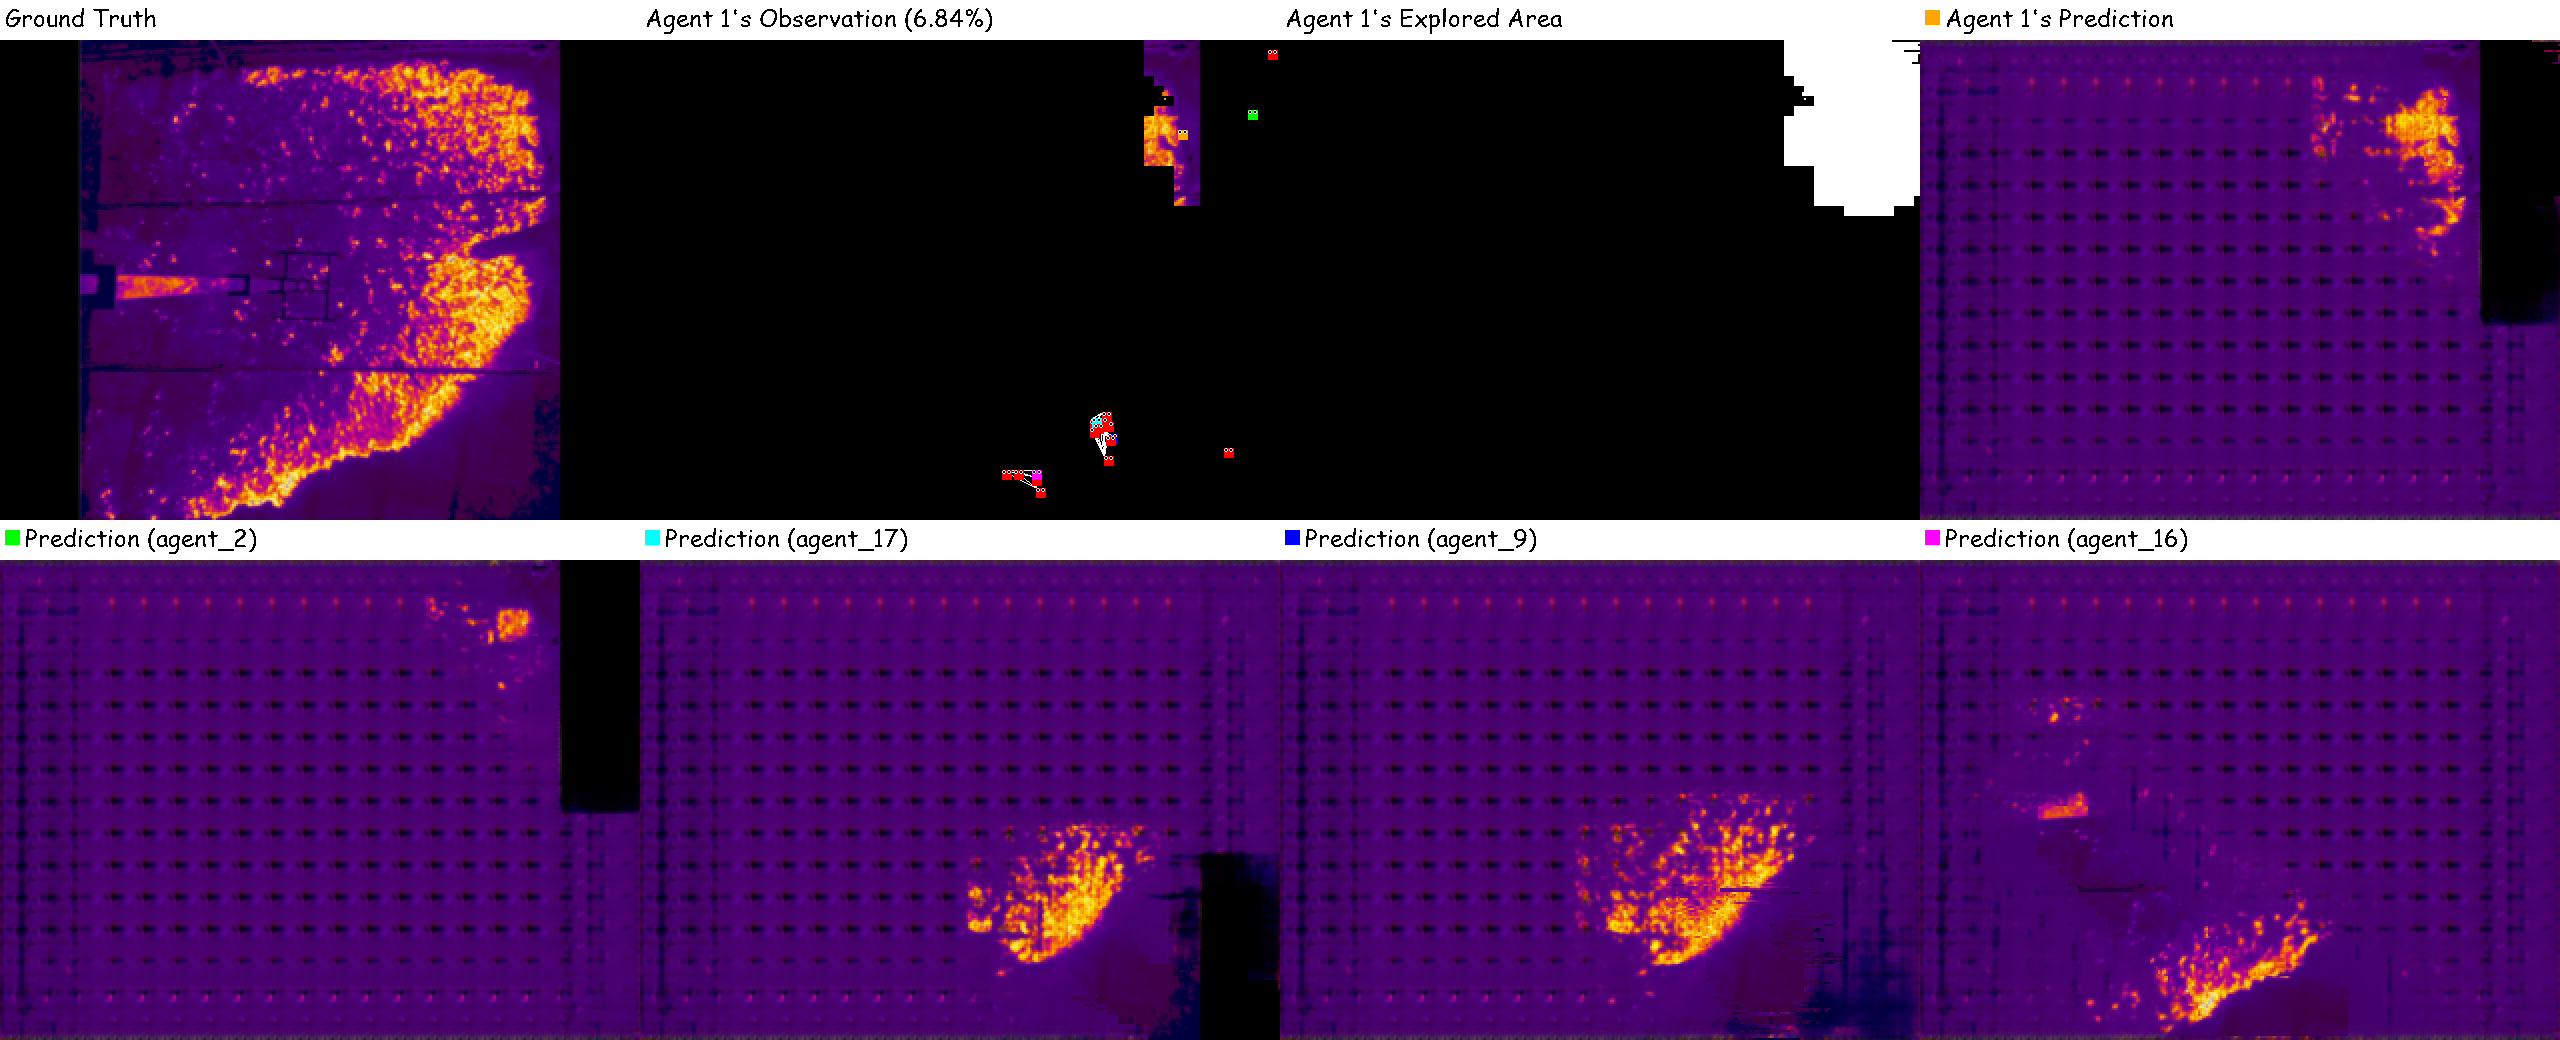 Ground Truth
Agent 1's Observation (6.84%)
Agent 1's Explored Area
Agent 1's Prediction
Prediction (agent_2)
Prediction (agent_17)
Prediction (agent_9)
Prediction (agent_16)